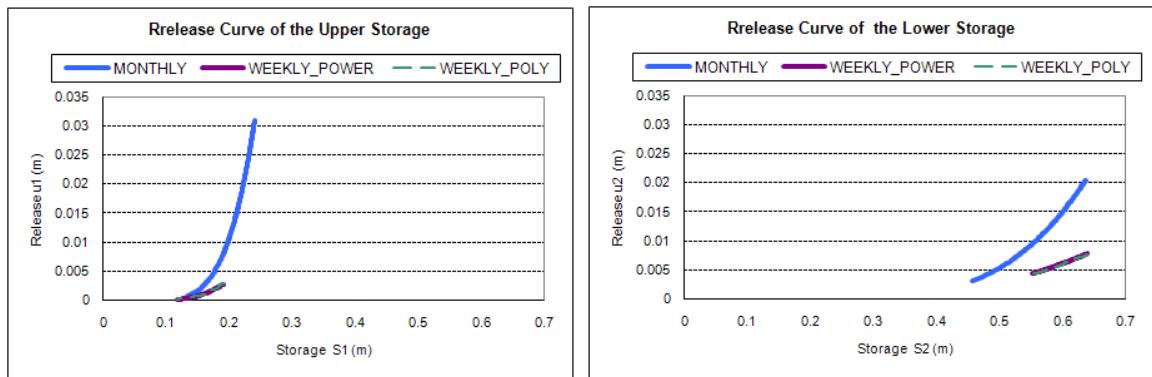 Rrelease Curve of the Upper Storage
MONTHLY WEEKLY_POWER WEEKLY_POLY
0.035
0.03
0.025
0.02
0.015
0.01
0.005
0
Release u1 (m)
0 0.1 0.2 0.3 0.4 0.5 0.6 0.7
Storage S1 (m)
Rrelease Curve of the Lower Storage
MONTHLY WEEKLY_POWER WEEKLY_POLY
0.035
0.03
0.025
0.02
0.015
0.01
0.005
0
Release u2 (m)
0 0.1 0.2 0.3 0.4 0.5 0.6 0.7
Storage S2 (m)